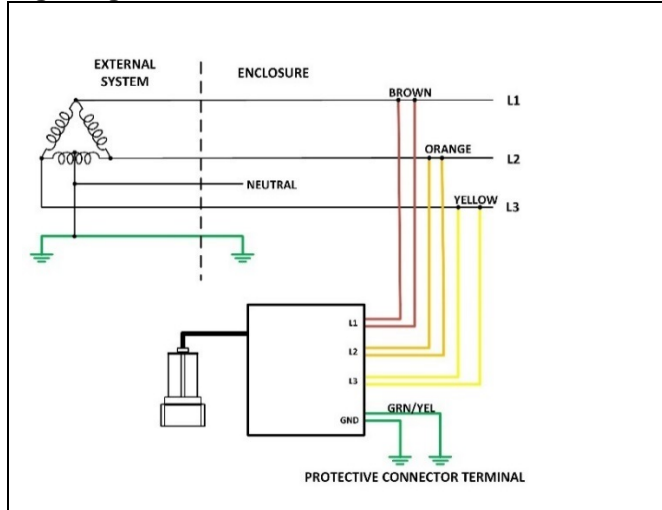 EXTERNAL
SYSTEM
ENCLOSURE
BROWN
L1
ORANGE
L2
NEUTRAL
YELLOW
L3
L1
L2
L3
GRN/YEL
GND
PROTECTIVE CONNECTOR TERMINAL